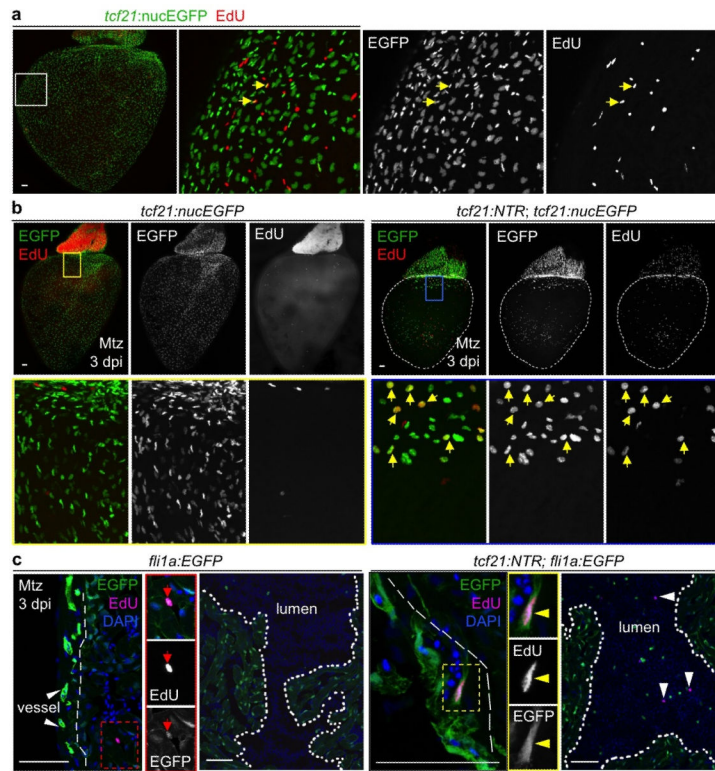 a
tcf21:nucEGFP EdU
EGFP
EdU
b
tcf21:nucEGFP
tcf21:NTR; tcf21:nucEGFP
EGFP
EdU
EGFP
EdU
Mtz
3 dpi
EGFP
EdU
EGFP
EdU
Mtz
3 dpi
c
fli1a:EGFP
tcf21:NTR; fli1a:EGFP
Mtz
3 dpi
EGFP
EdU
DAPI
vessel
EdU
EGFP
lumen
EGFP
EdU
DAPI
EdU
EGFP
lumen